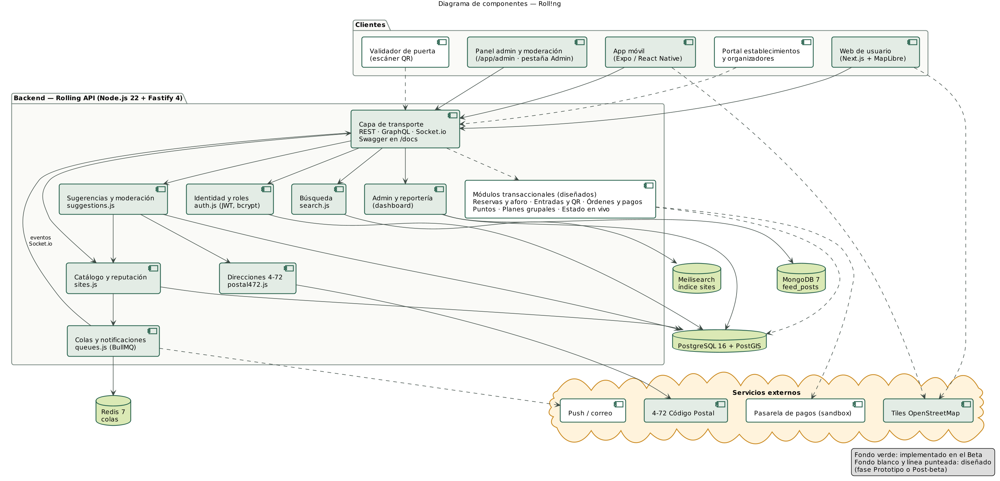 Diagrama de componentes — Roll!ng
Clientes
Validador de puerta
(escáner QR)
Panel admin y moderación
(/app/admin · pestaña Admin)
App móvil
(Expo / React Native)
Portal establecimientos
y organizadores
Web de usuario
(Next.js + MapLibre)
Backend — Rolling API (Node.js 22 + Fastify 4)
Capa de transporte
REST · GraphQL · Socket.io
Swagger en /docs
Sugerencias y moderación
suggestions.js
Identidad y roles
auth.js (JWT, bcrypt)
Búsqueda
search.js
Admin y reportería
(dashboard)
Módulos transaccionales (diseñados)
Reservas y aforo · Entradas y QR · Órdenes y pagos
Puntos · Planes grupales · Estado en vivo
eventos
Socket.io
Catálogo y reputación
sites.js
Direcciones 4-72
postal472.js
Meilisearch
índice sites
MongoDB 7
feed_posts
Colas y notificaciones
queues.js (BullMQ)
PostgreSQL 16 + PostGIS
Redis 7
colas
Servicios externos
Push / correo
4-72 Código Postal
Pasarela de pagos (sandbox)
Tiles OpenStreetMap
Fondo verde: implementado en el Beta
Fondo blanco y línea punteada: diseñado
(fase Prototipo o Post-beta)